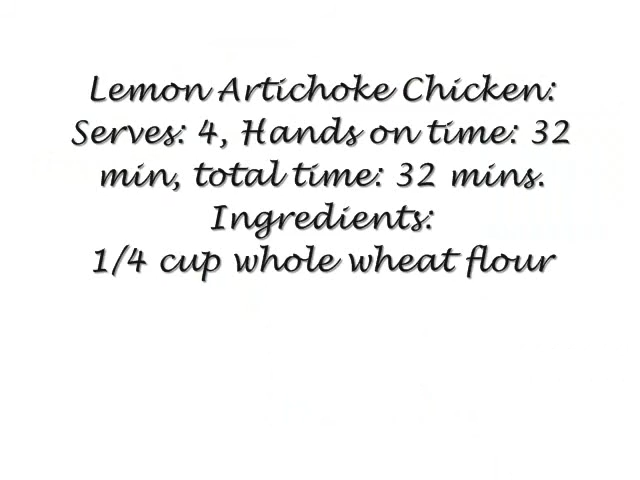 Lemon Artichoke Chicken:
Serves: 4, Hands on time: 32
min, total time: 32 mins.
Ingredients:
1/4 cup whole wheat flour